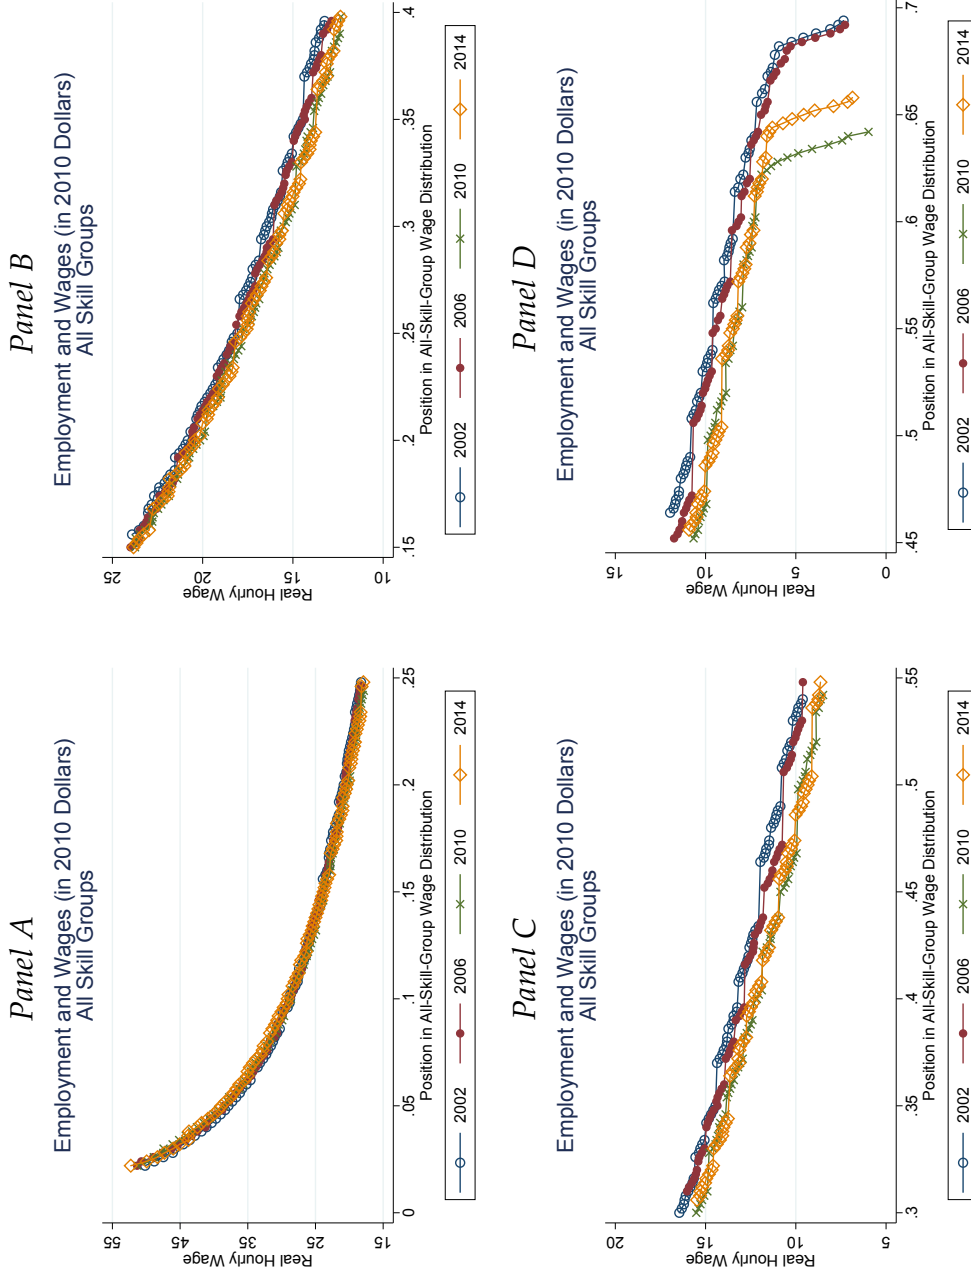 Panel A
Employment and Wages (in 2010 Dollars)
All Skill Groups
Real Hourly Wage
55
45
35
25
15
0
.05
.1
.15
.2
.25
Position in All-Skill-Group Wage Distribution
2002
2006
2010
2014
Panel B
Employment and Wages (in 2010 Dollars)
All Skill Groups
Real Hourly Wage
25
20
15
10
.15
.2
.25
.3
.35
.4
Position in All-Skill-Group Wage Distribution
2002
2006
2010
2014
Panel C
Employment and Wages (in 2010 Dollars)
All Skill Groups
Real Hourly Wage
20
15
10
5
.3
.35
.4
.45
.5
.55
Position in All-Skill-Group Wage Distribution
2002
2006
2010
2014
Panel D
Employment and Wages (in 2010 Dollars)
All Skill Groups
Real Hourly Wage
15
10
5
0
.45
.5
.55
.6
.65
.7
Position in All-Skill-Group Wage Distribution
2002
2006
2010
2014